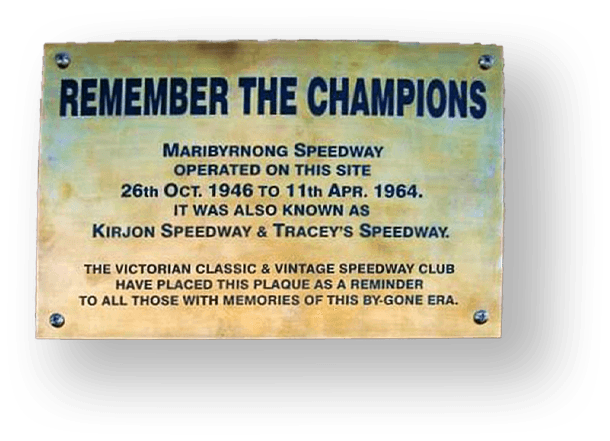 REMEMBER THE CHAMPIONS
MARIBYRNONG SPEEDWAY
OPERATED ON THIS SITE
26th OCT. 1946 TO 11th APR. 1964.
IT WAS ALSO KNOWN AS
KIRJON SPEEDWAY & TRACEY'S SPEEDWAY.
THE VICTORIAN CLASSIC & VINTAGE SPEEDWAY CLUB
HAVE PLACED THIS PLAQUE AS A REMINDER
TO ALL THOSE WITH MEMORIES OF THIS BY-GONE ERA.